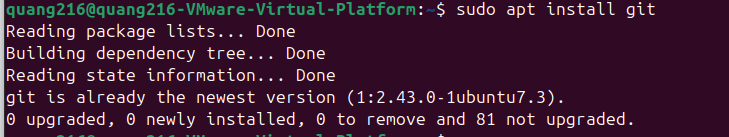 quang216@quang216-VMware-Virtual-Platform:~$ sudo apt install git
Reading package lists... Done
Building dependency tree... Done
Reading state information... Done
git is already the newest version (1:2.43.0-1ubuntu7.3).
0 upgraded, 0 newly installed, 0 to remove and 81 not upgraded.